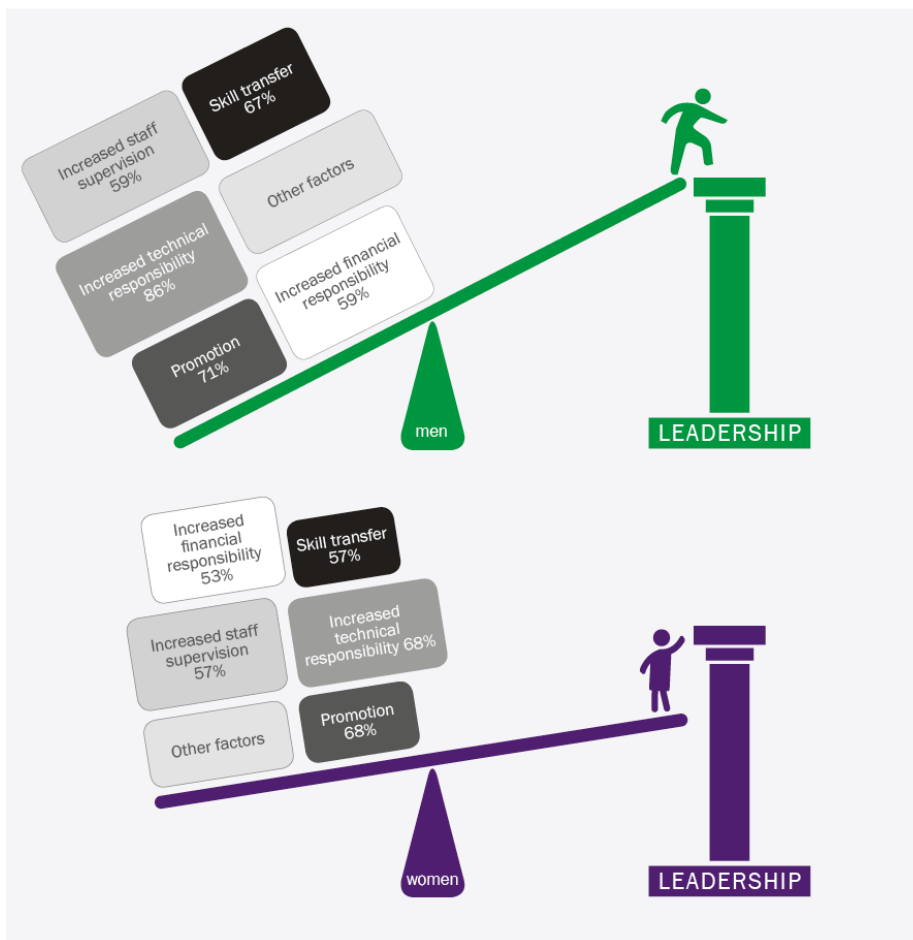 Skill transfer
67%
Increased staff
supervision
59%
Other factors
Increased technical
responsibility
86%
Increased financial
responsibility
59%
Promotion
71%
men
LEADERSHIP
Increased
financial
responsibility
53%
Skill transfer
57%
Increased staff
supervision
57%
Increased
technical
responsibility 68%
Other factors
Promotion
68%
women
LEADERSHIP